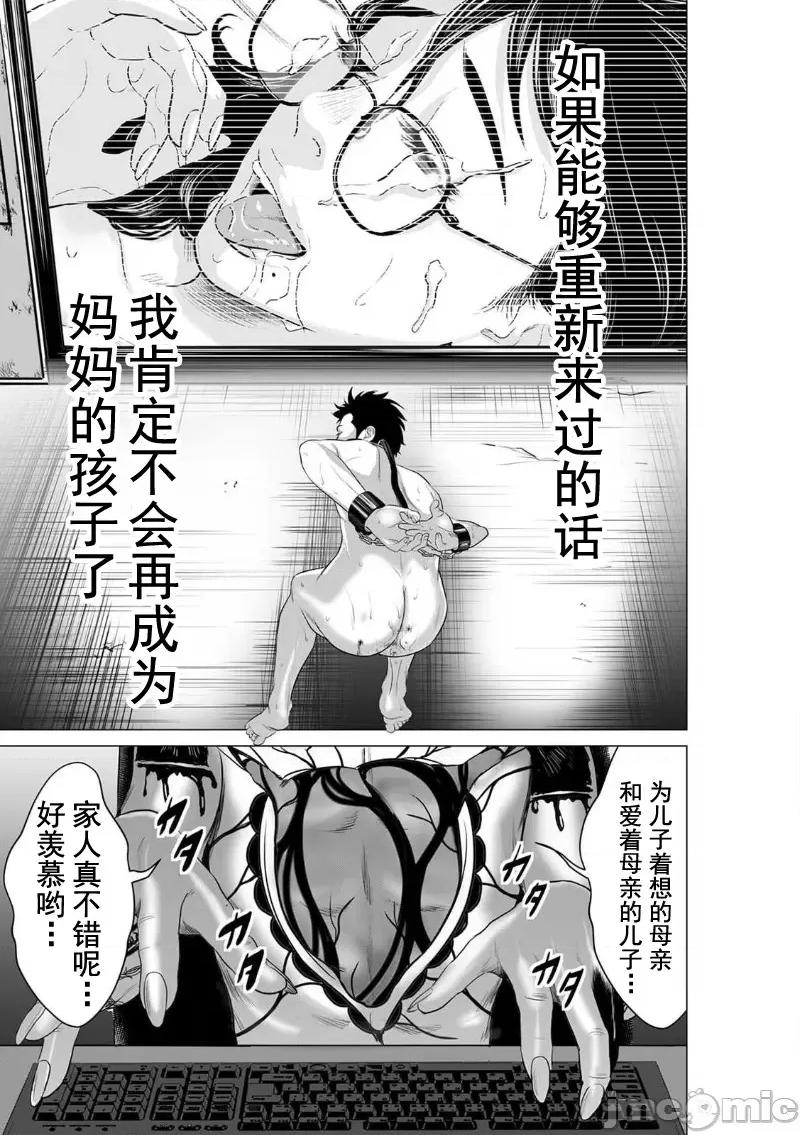 如果能够重新来过的话
我肯定不会再成为
妈妈的孩子了
为儿子着想的母亲
和爱着母亲的儿子…
カタ
カタ
カタ
カタ
家人真不错呢…
好羡慕哟…
jmcomic